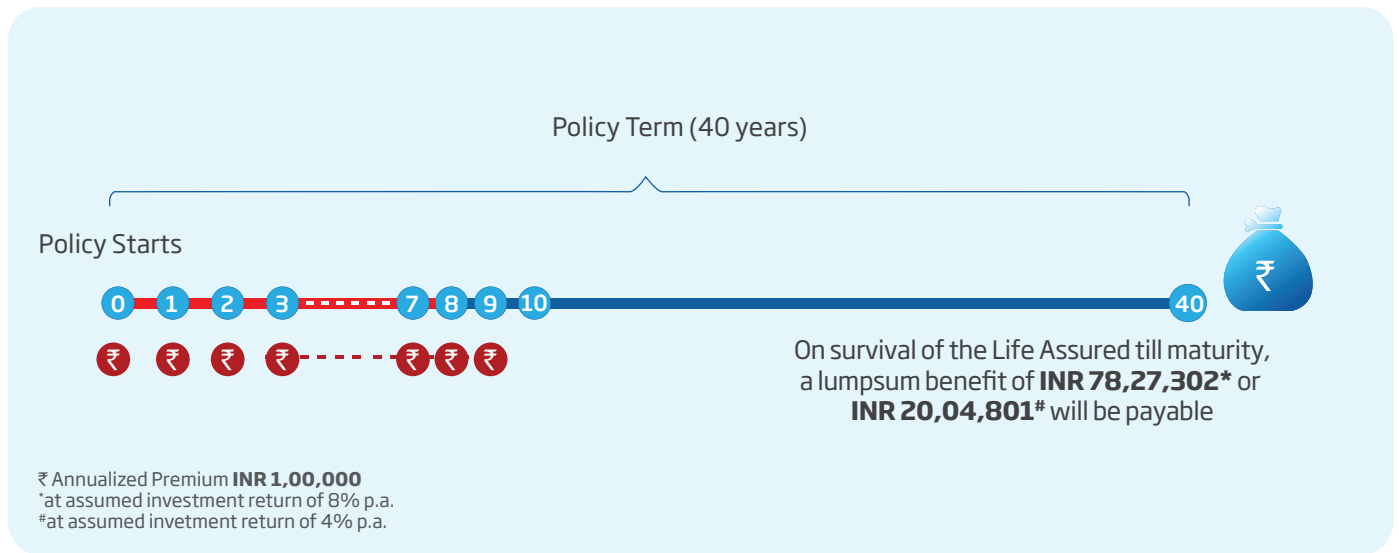 Policy Term (40 years)
Policy Starts
0 1 2 3 7 8 9 10 40
₹
₹ ₹ ₹ ₹ ₹ ₹ ₹
On survival of the Life Assured till maturity,
a lumpsum benefit of INR 78,27,302* or
INR 20,04,801# will be payable
₹ Annualized Premium INR 1,00,000
*at assumed investment return of 8% p.a.
#at assumed invetment return of 4% p.a.